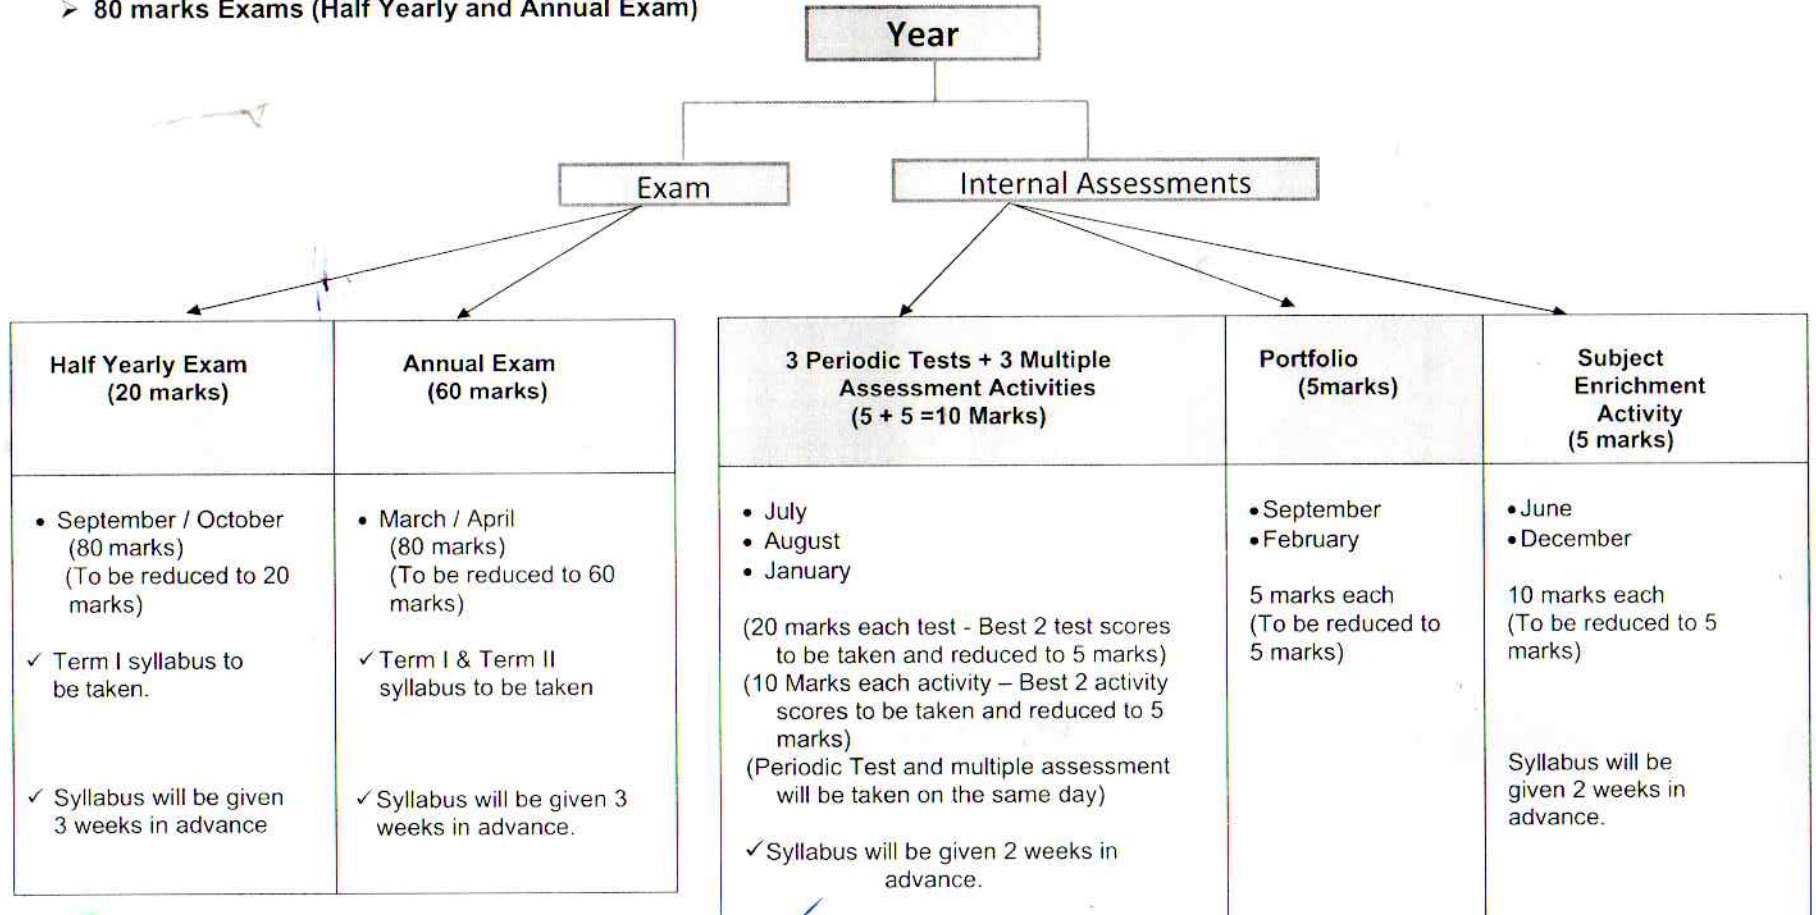 ➢ 80 marks Exams (Half Yearly and Annual Exam)
Year
Exam
Internal Assessments
Half Yearly Exam
(20 marks)
Annual Exam
(60 marks)
3 Periodic Tests + 3 Multiple
Assessment Activities
(5 + 5 =10 Marks)
Portfolio
(5marks)
Subject
Enrichment
Activity
(5 marks)
• September / October
(80 marks)
(To be reduced to 20
marks)
✓ Term I syllabus to
be taken.
✓ Syllabus will be given
3 weeks in advance
• March / April
(80 marks)
(To be reduced to 60
marks)
✓ Term I & Term II
syllabus to be taken
✓ Syllabus will be given 3
weeks in advance.
• July
• August
• January
(20 marks each test - Best 2 test scores
to be taken and reduced to 5 marks)
(10 Marks each activity – Best 2 activity
scores to be taken and reduced to 5
marks)
(Periodic Test and multiple assessment
will be taken on the same day)
✓ Syllabus will be given 2 weeks in
advance.
• September
• February
5 marks each
(To be reduced to
5 marks)
• June
• December
10 marks each
(To be reduced to 5
marks)
Syllabus will be
given 2 weeks in
advance.